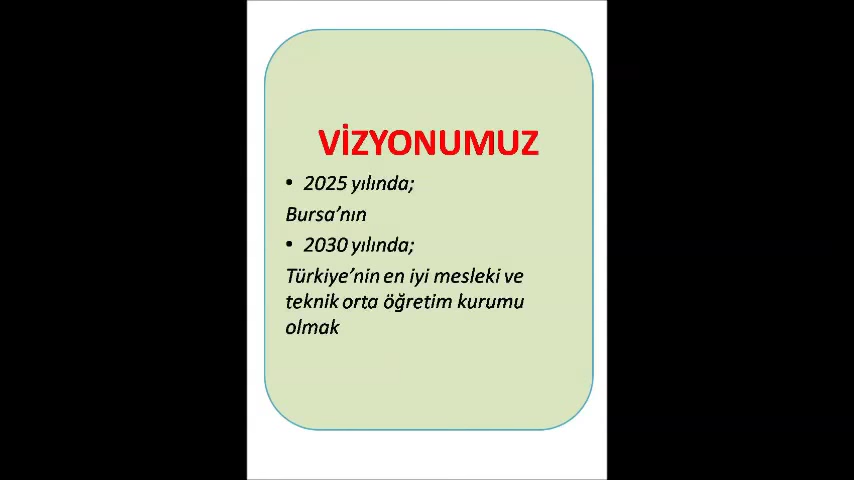 VİZYONUMUZ
• 2025 yılında;
Bursa’nın
• 2030 yılında;
Türkiye’nin en iyi mesleki ve
teknik orta öğretim kurumu
olmak